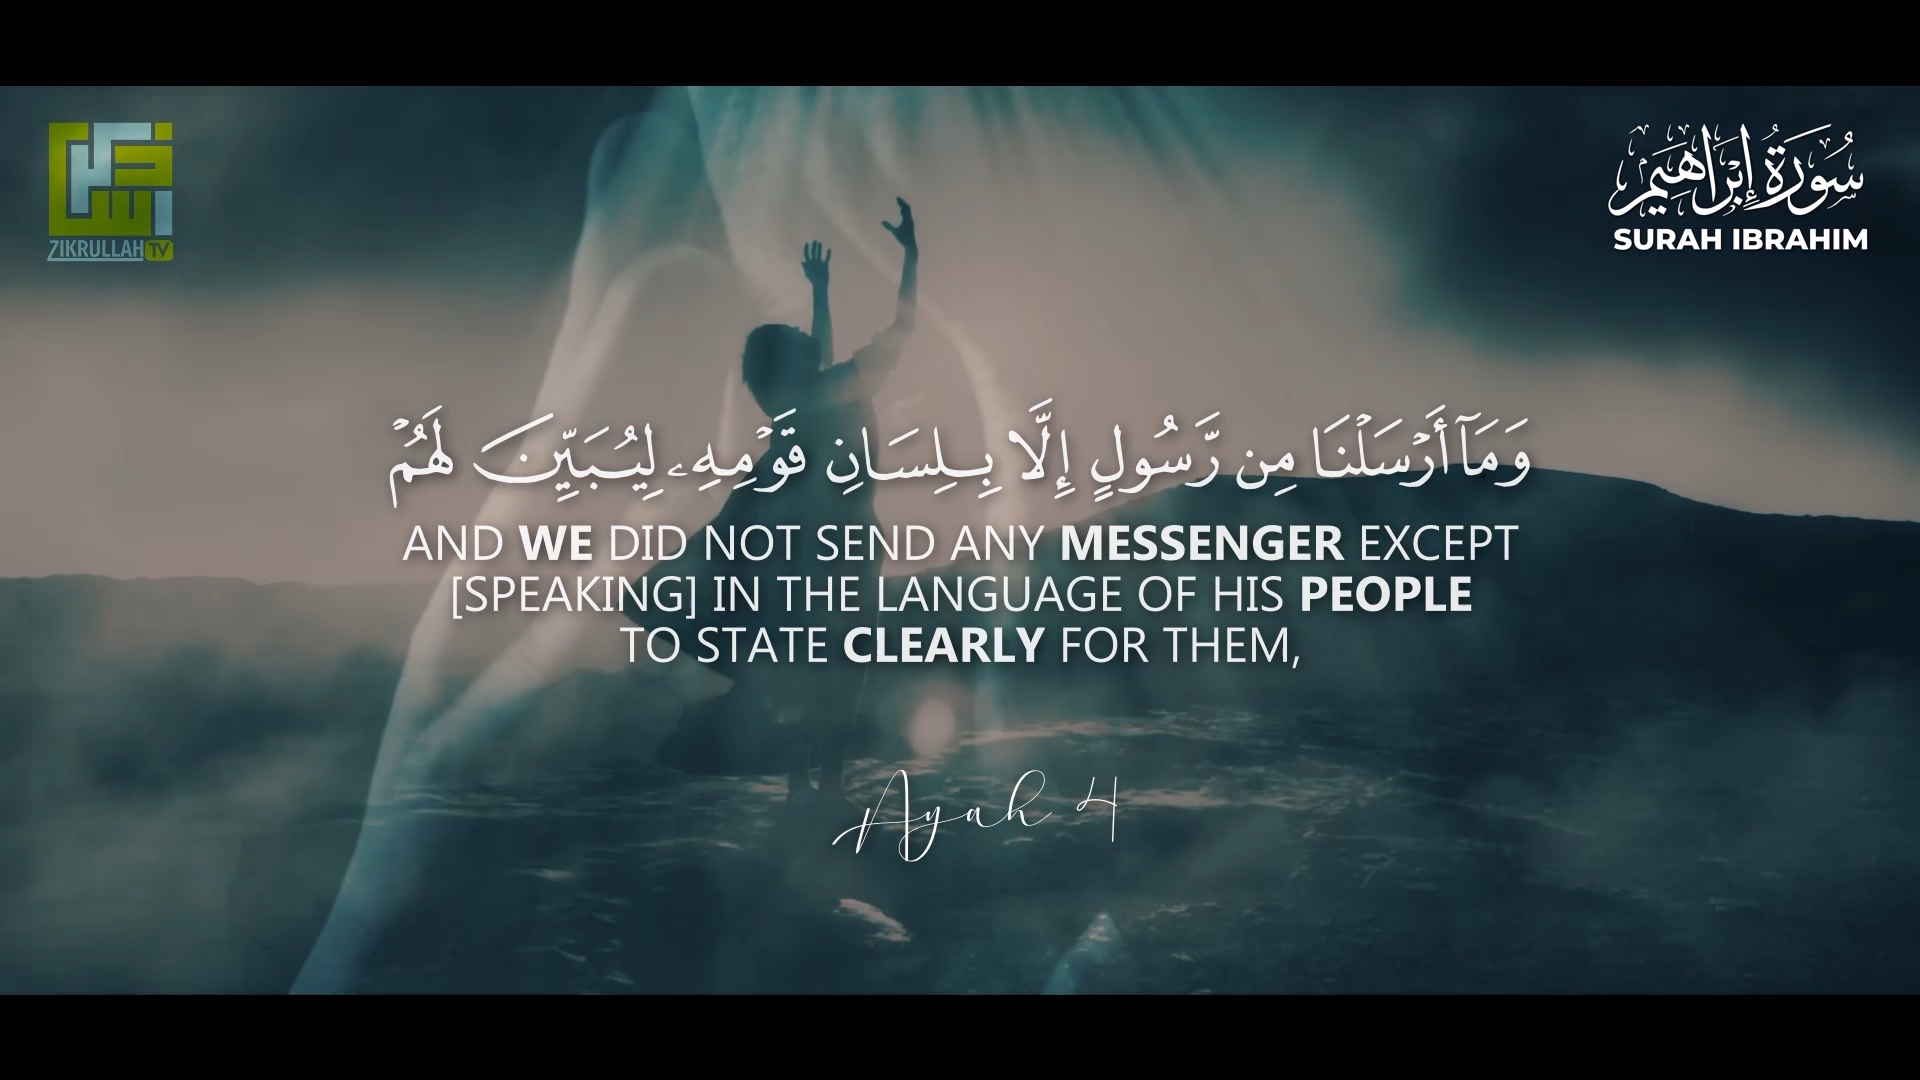 ZIKRULLAH TV
سُورَةُ إِبْرَاهِيم
SURAH IBRAHIM
وَمَآ أَرْسَلْنَا مِن رَّسُولٍ إِلَّا بِلِسَانِ قَوْمِهِۦ لِيُبَيِّنَ لَهُمْ
AND WE DID NOT SEND ANY MESSENGER EXCEPT
[SPEAKING] IN THE LANGUAGE OF HIS PEOPLE
TO STATE CLEARLY FOR THEM,
Ayah 4